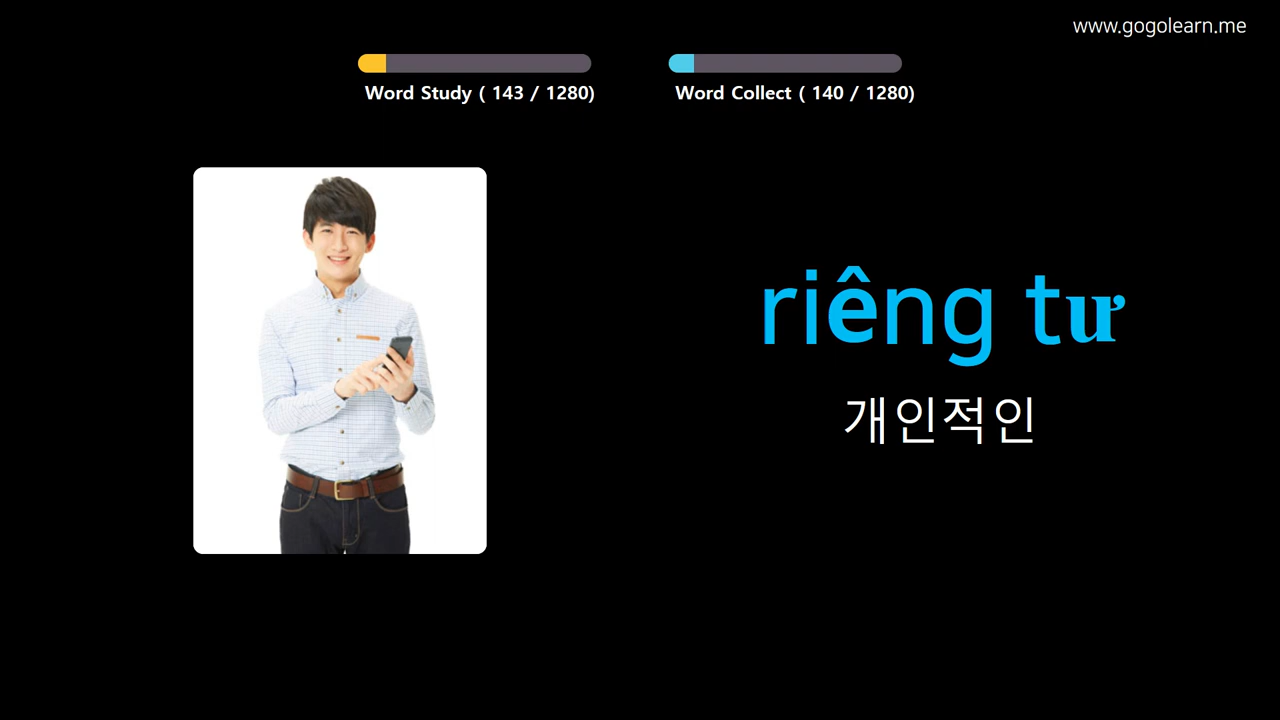 www.gogolearn.me
Word Study ( 143 / 1280)
Word Collect ( 140 / 1280)
riêng tư
개인적인